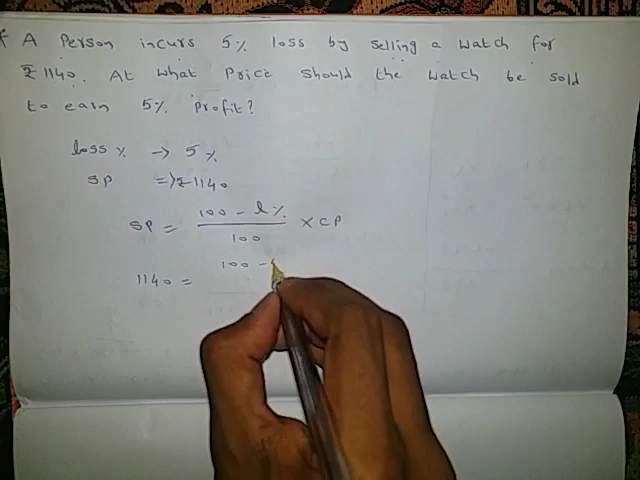 * A Person incurs 5% loss by selling a watch for
₹1140. At what Price should the watch be sold
to earn 5% Profit?
loss % → 5%
SP => ₹1140
SP = 100 - l% / 100 × CP
1140 = 100 -